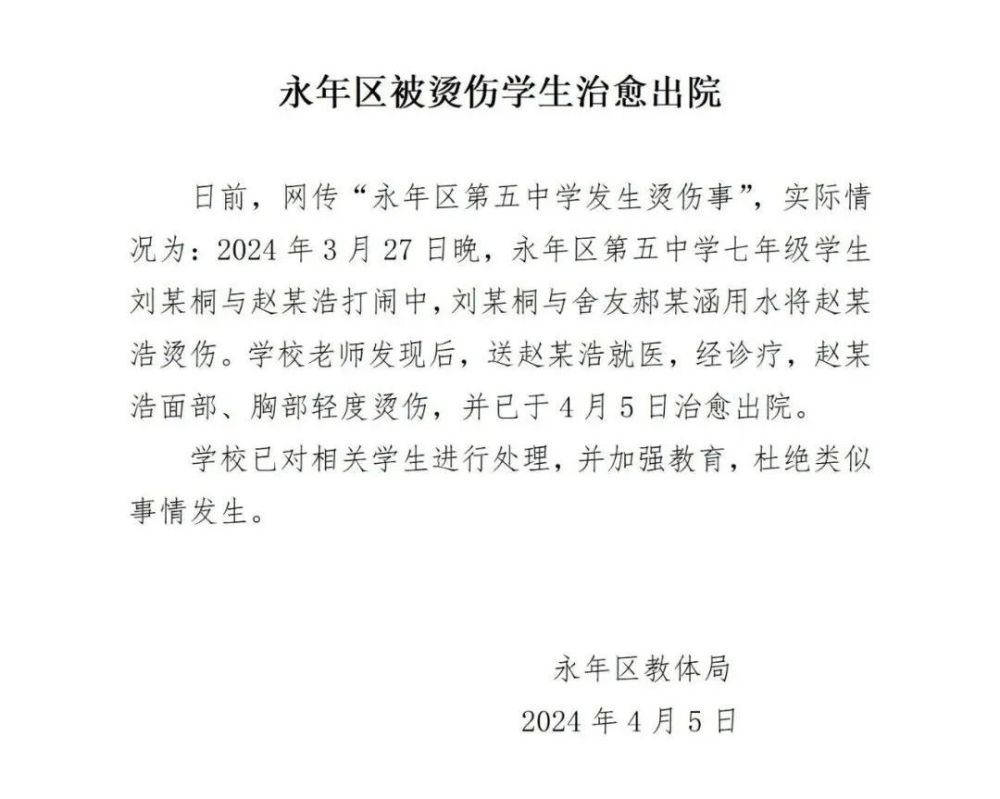 永年区被烫伤学生治愈出院
日前，网传“永年区第五中学发生烫伤事”，实际情
况为：2024 年 3 月 27 日晚，永年区第五中学七年级学生
刘某桐与赵某浩打闹中，刘某桐与舍友郝某涵用水将赵某
浩烫伤。学校老师发现后，送赵某浩就医，经诊疗，赵某
浩面部、胸部轻度烫伤，并已于 4 月 5 日治愈出院。
学校已对相关学生进行处理，并加强教育，杜绝类似
事情发生。
永年区教体局
2024 年 4 月 5 日